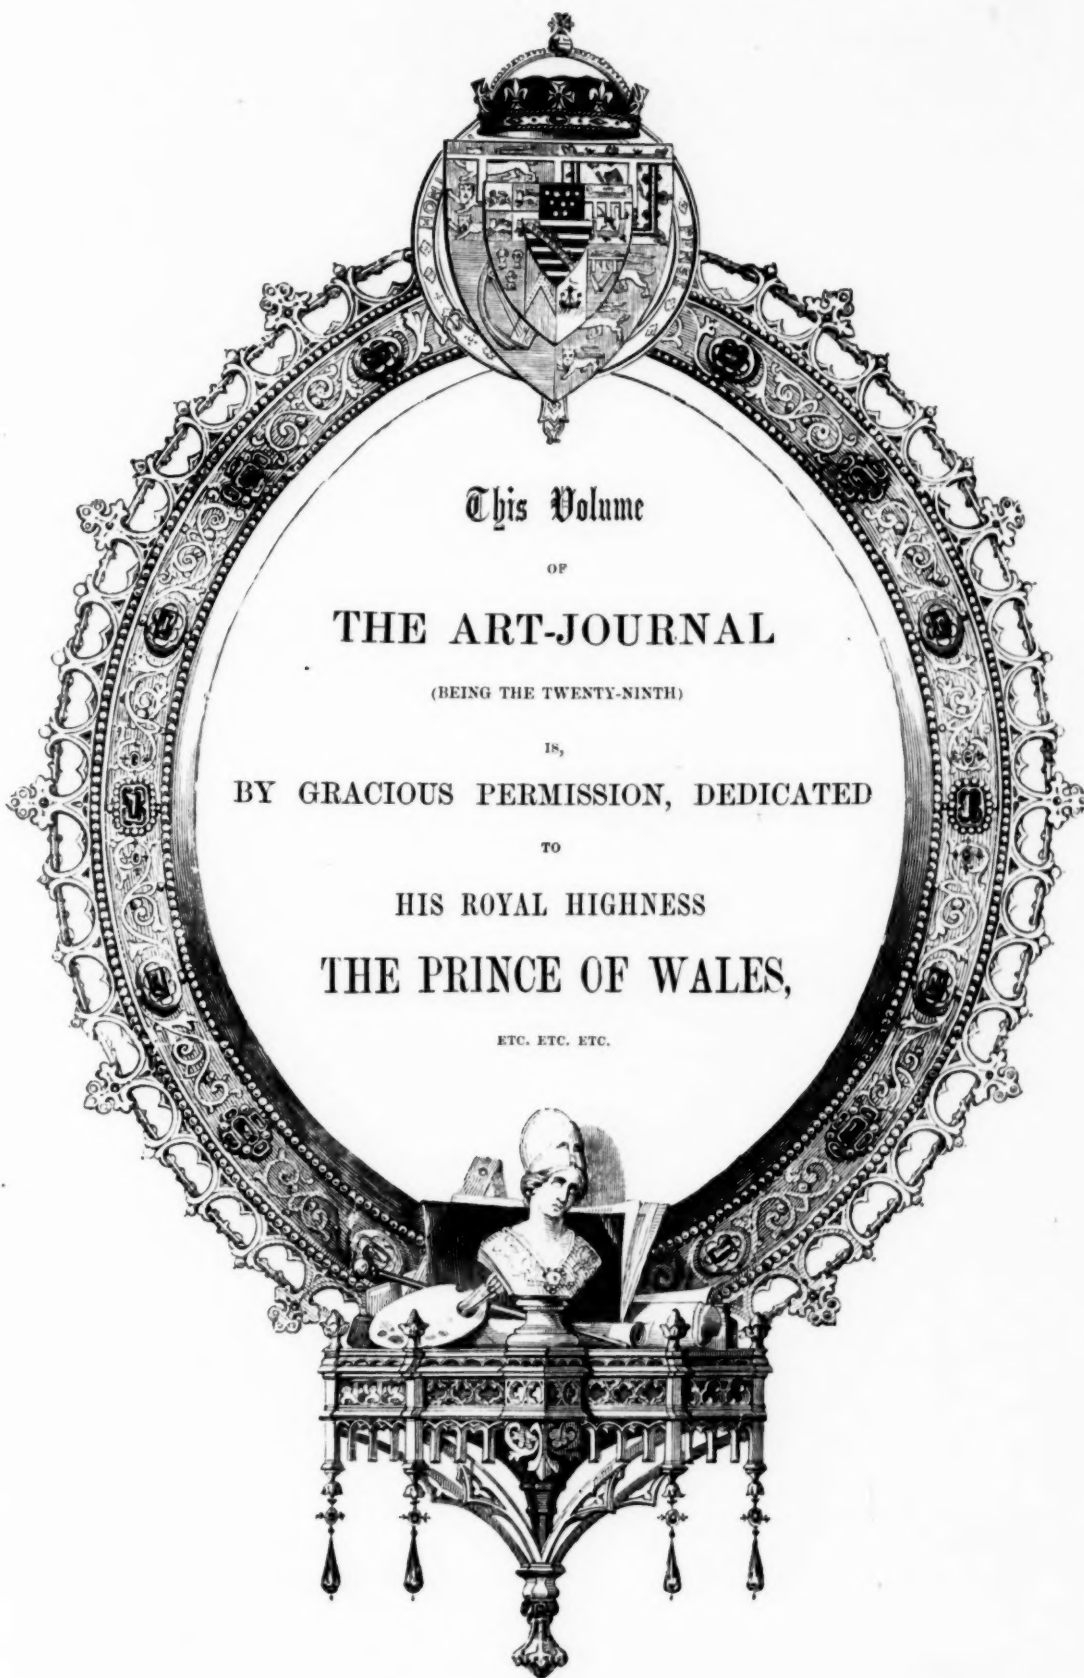 This Volume
OF
THE ART-JOURNAL
(BEING THE TWENTY-NINTH)
IS,
BY GRACIOUS PERMISSION, DEDICATED
TO
HIS ROYAL HIGHNESS
THE PRINCE OF WALES,
ETC. ETC. ETC.